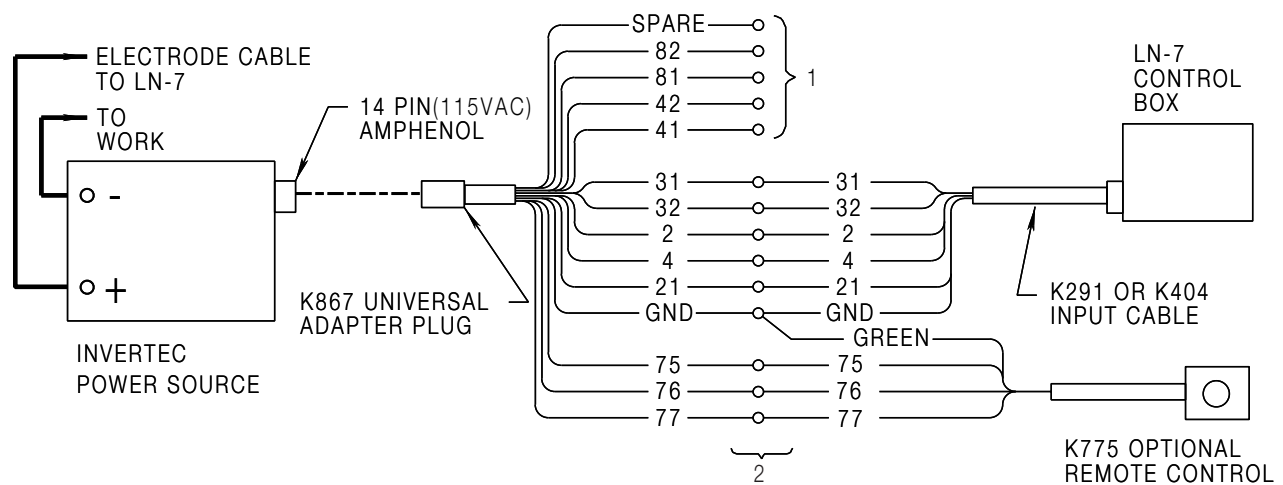 ELECTRODE CABLE
TO LN-7
TO
WORK
14 PIN(115VAC)
AMPHENOL
-
+
INVERTEC
POWER SOURCE
K867 UNIVERSAL
ADAPTER PLUG
SPARE
82
81
42
41
1
31 31
32 32
2 2
4 4
21 21
GND GND
GREEN
75 75
76 76
77 77
2
LN-7
CONTROL
BOX
K291 OR K404
INPUT CABLE
K775 OPTIONAL
REMOTE CONTROL